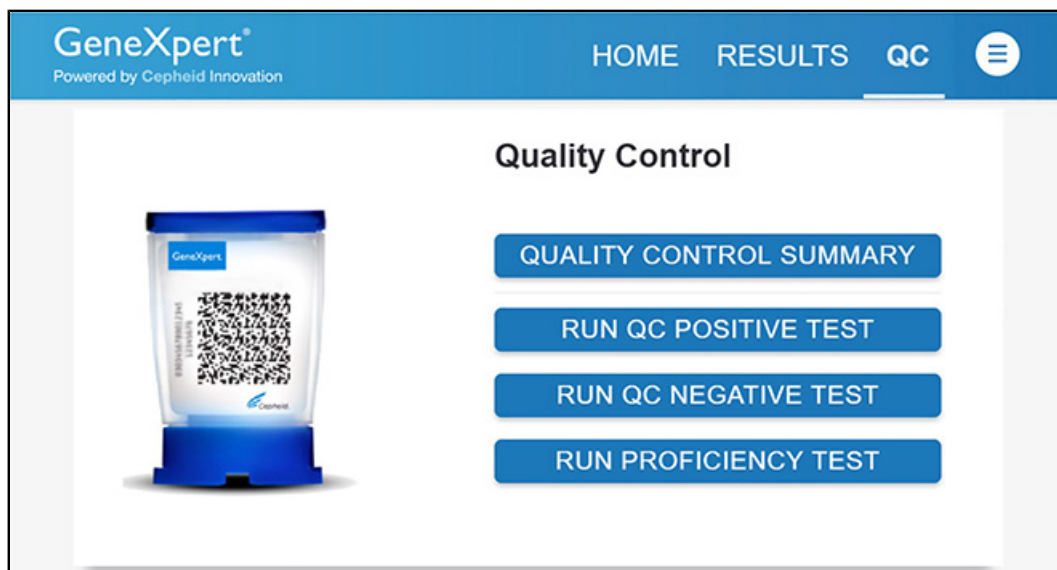 GeneXpert®
Powered by Cepheid Innovation
HOME RESULTS QC
Quality Control
GeneXpert
Cepheid.
QUALITY CONTROL SUMMARY
RUN QC POSITIVE TEST
RUN QC NEGATIVE TEST
RUN PROFICIENCY TEST